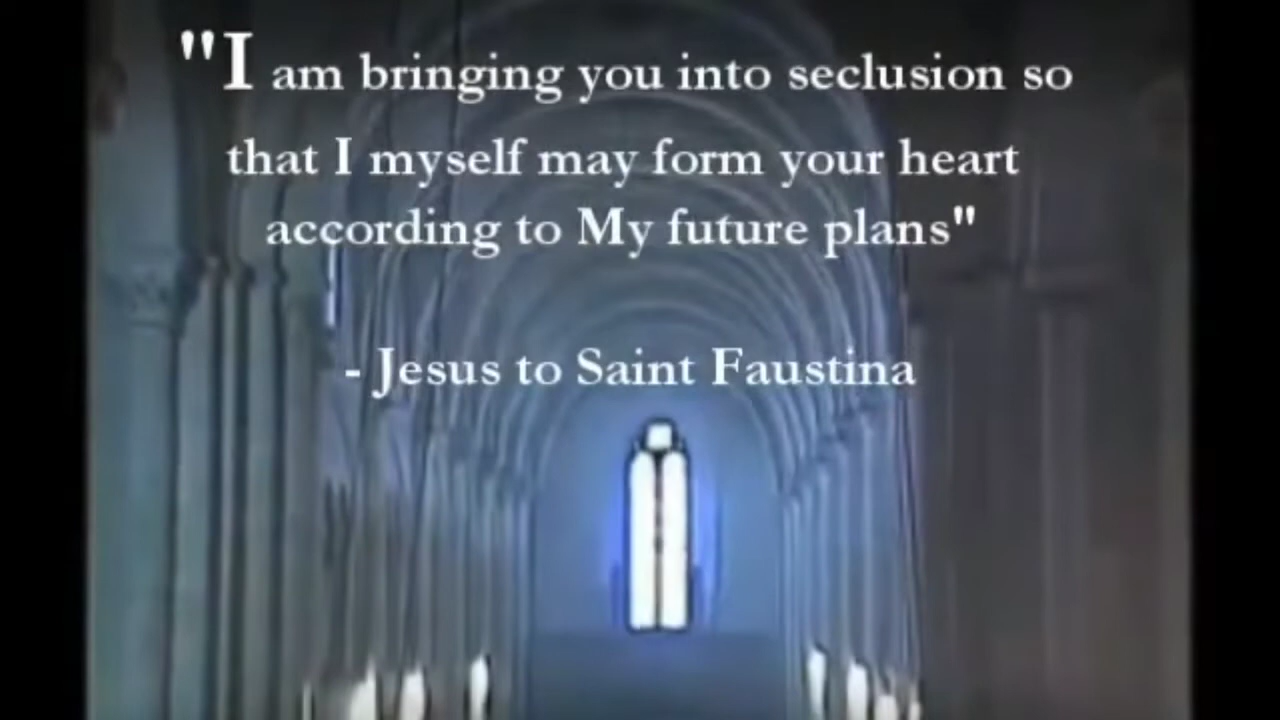 "I am bringing you into seclusion so
that I myself may form your heart
according to My future plans"
- Jesus to Saint Faustina